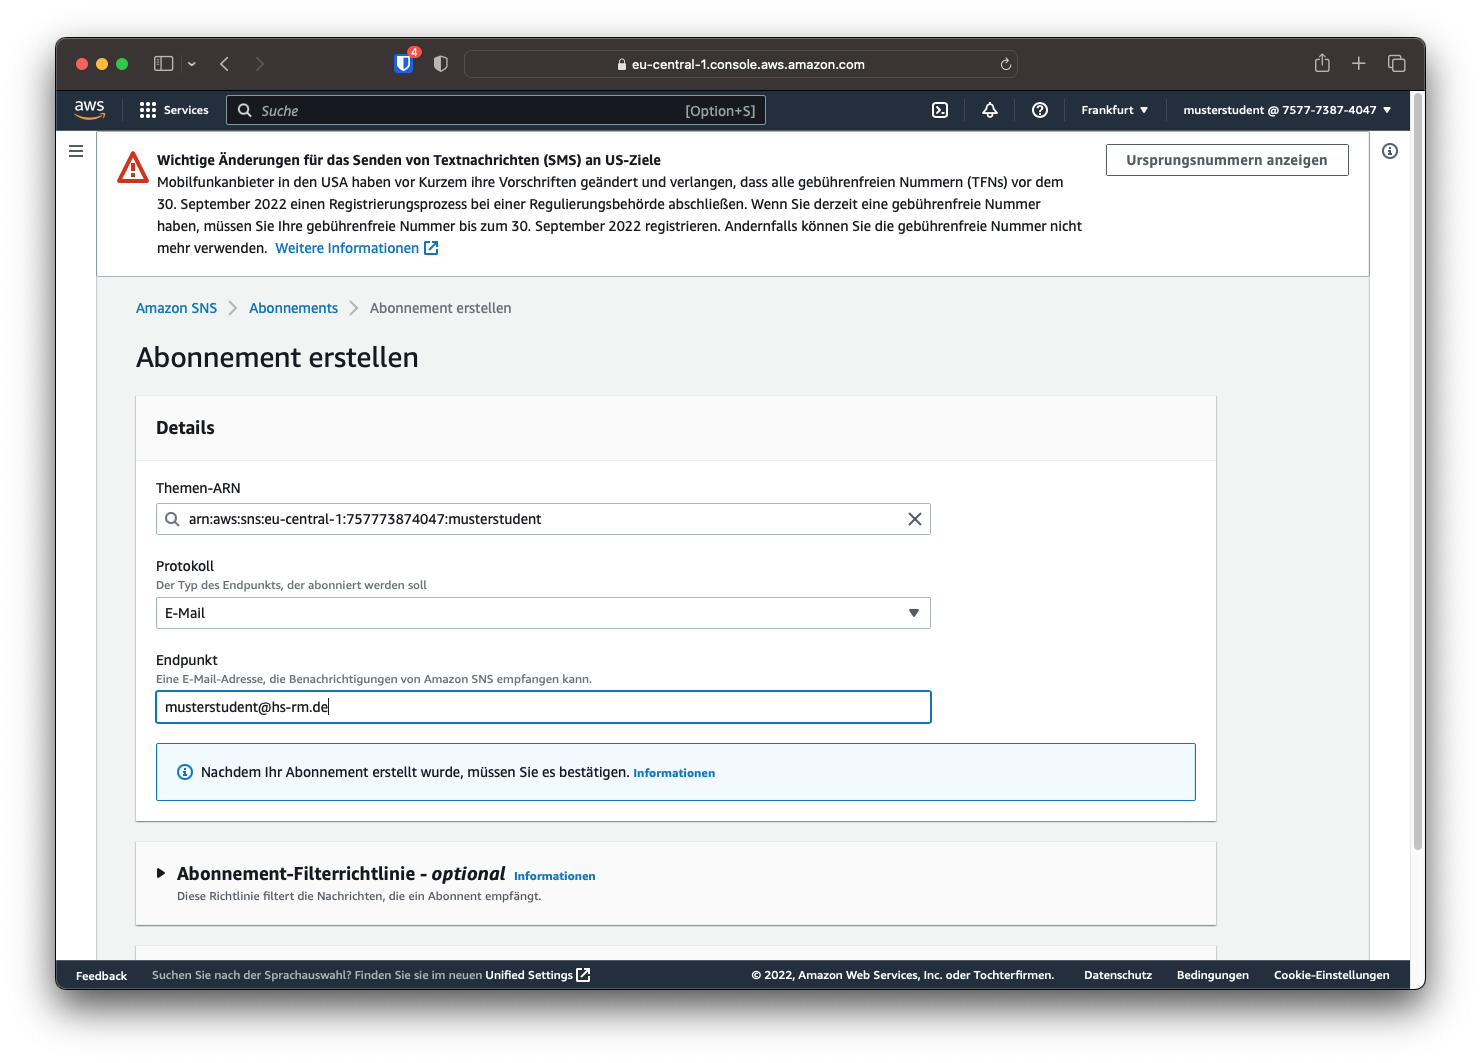 4
eu-central-1.console.aws.amazon.com
aws
Services
Suche
[Option+S]
Frankfurt
musterstudent @ 7577-7387-4047
Wichtige Änderungen für das Senden von Textnachrichten (SMS) an US-Ziele
Mobilfunkanbieter in den USA haben vor Kurzem ihre Vorschriften geändert und verlangen, dass alle gebührenfreien Nummern (TFNs) vor dem
30. September 2022 einen Registrierungsprozess bei einer Regulierungsbehörde abschließen. Wenn Sie derzeit eine gebührenfreie Nummer
haben, müssen Sie Ihre gebührenfreie Nummer bis zum 30. September 2022 registrieren. Andernfalls können Sie die gebührenfreie Nummer nicht
mehr verwenden. Weitere Informationen
Ursprungsnummern anzeigen
Amazon SNS
Abonnements
Abonnement erstellen
Abonnement erstellen
Details
Themen-ARN
arn:aws:sns:eu-central-1:757773874047:musterstudent
Protokoll
Der Typ des Endpunkts, der abonniert werden soll
E-Mail
Endpunkt
Eine E-Mail-Adresse, die Benachrichtigungen von Amazon SNS empfangen kann.
musterstudent@hs-rm.de
Nachdem Ihr Abonnement erstellt wurde, müssen Sie es bestätigen. Informationen
Abonnement-Filterrichtlinie - optional Informationen
Diese Richtlinie filtert die Nachrichten, die ein Abonnent empfängt.
Feedback
Suchen Sie nach der Sprachauswahl? Finden Sie sie im neuen Unified Settings
© 2022, Amazon Web Services, Inc. oder Tochterfirmen.
Datenschutz
Bedingungen
Cookie-Einstellungen